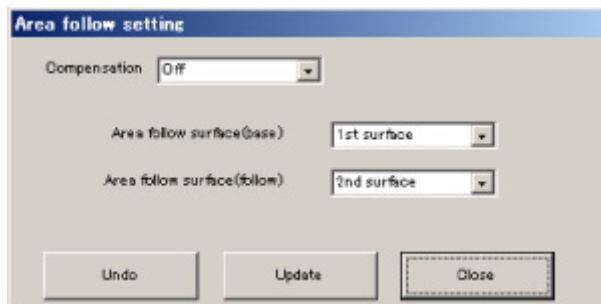 Area follow setting
Compensation Off
Area follow surface(base) 1st surface
Area follow surface(follow) 2nd surface
Undo Update Close